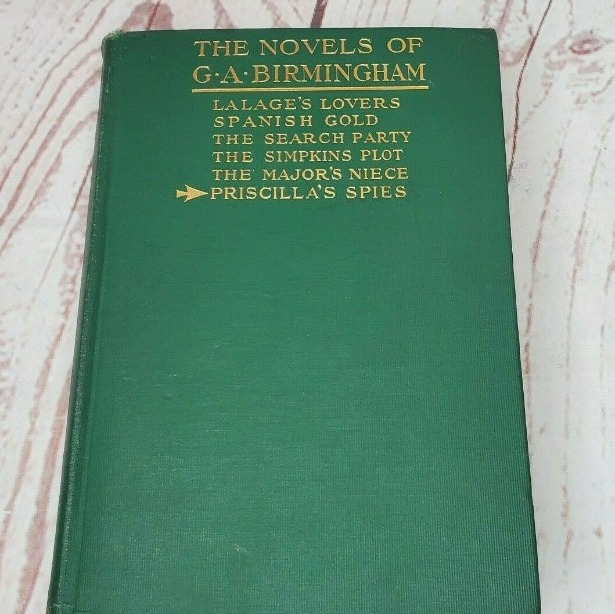 THE NOVELS OF
G·A·BIRMINGHAM
LALAGE'S LOVERS
SPANISH GOLD
THE SEARCH PARTY
THE SIMPKINS PLOT
THE MAJOR'S NIECE
PRISCILLA'S SPIES